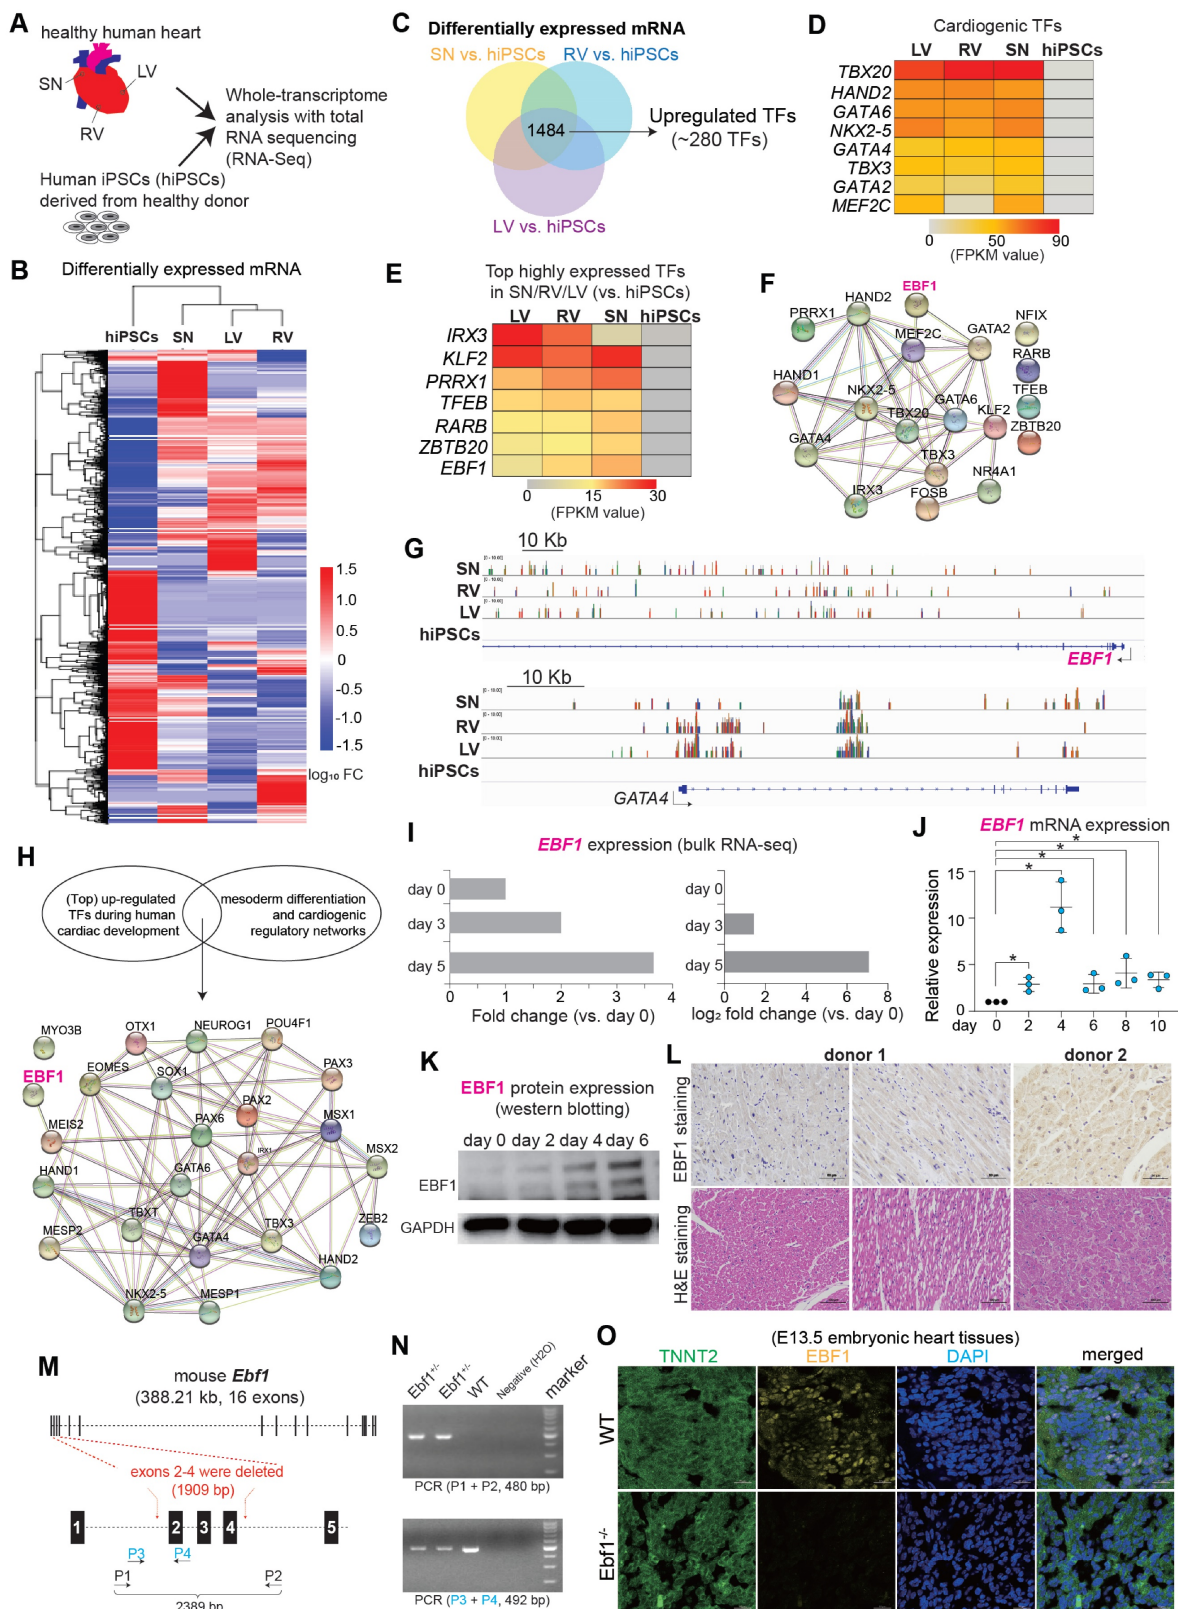 A
healthy human heart
SN
LV
RV
Whole-transcriptome
analysis with total
RNA sequencing
(RNA-Seq)
Human iPSCs (hiPSCs)
derived from healthy donor
B
Differentially expressed mRNA
hiPSCs SN LV RV
1.5
1.0
0.5
0
-0.5
-1.0
-1.5
log₁₀ FC
C
Differentially expressed mRNA
SN vs. hiPSCs RV vs. hiPSCs
1484
Upregulated TFs
(~280 TFs)
LV vs. hiPSCs
D
Cardiogenic TFs
LV RV SN hiPSCs
TBX20
HAND2
GATA6
NKX2-5
GATA4
TBX3
GATA2
MEF2C
0 50 90
(FPKM value)
E
Top highly expressed TFs
in SN/RV/LV (vs. hiPSCs)
LV RV SN hiPSCs
IRX3
KLF2
PRRX1
TFEB
RARB
ZBTB20
EBF1
0 15 30
(FPKM value)
F
EBF1
HAND2
PRRX1
NFIX
MEF2C
GATA2
RARB
HAND1
NKX2-5
TFEB
GATA6
TBX20
KLF2
ZBTB20
GATA4
TBX3
NR4A1
IRX3
FOSB
G
10 Kb
SN
RV
LV
hiPSCs
EBF1
10 Kb
SN
RV
LV
hiPSCs
GATA4
H
(Top) up-regulated
TFs during human
cardiac development
mesoderm differentiation
and cardiogenic
regulatory networks
MYO3B
OTX1
NEUROG1
POU4F1
EBF1
EOMES
SOX1
PAX3
PAX2
MEIS2
PAX6
MSX1
IRX1
MSX2
HAND1
GATA6
TBXT
TBX3
ZEB2
MESP2
GATA4
HAND2
NKX2-5
MESP1
I
EBF1 expression (bulk RNA-seq)
day 0
day 3
day 5
0 1 2 3 4
Fold change (vs. day 0)
day 0
day 3
day 5
0 2 4 6 8
log₂ fold change (vs. day 0)
J
EBF1 mRNA expression
* * * * *
Relative expression
15
10
5
0
day 0 2 4 6 8 10
K
EBF1 protein expression
(western blotting)
day 0 day 2 day 4 day 6
EBF1
GAPDH
L
donor 1 donor 2
EBF1 staining
H&E staining
M
mouse Ebf1
(388.21 kb, 16 exons)
exons 2-4 were deleted
(1909 bp)
1 2 3 4 5
P3 P4
P1 P2
2389 bp
N
Ebf1+/- Ebf1+/- WT Negative (H2O) marker
PCR (P1 + P2, 480 bp)
PCR (P3 + P4, 492 bp)
O
(E13.5 embryonic heart tissues)
TNNT2 EBF1 DAPI merged
WT
Ebf1-/-